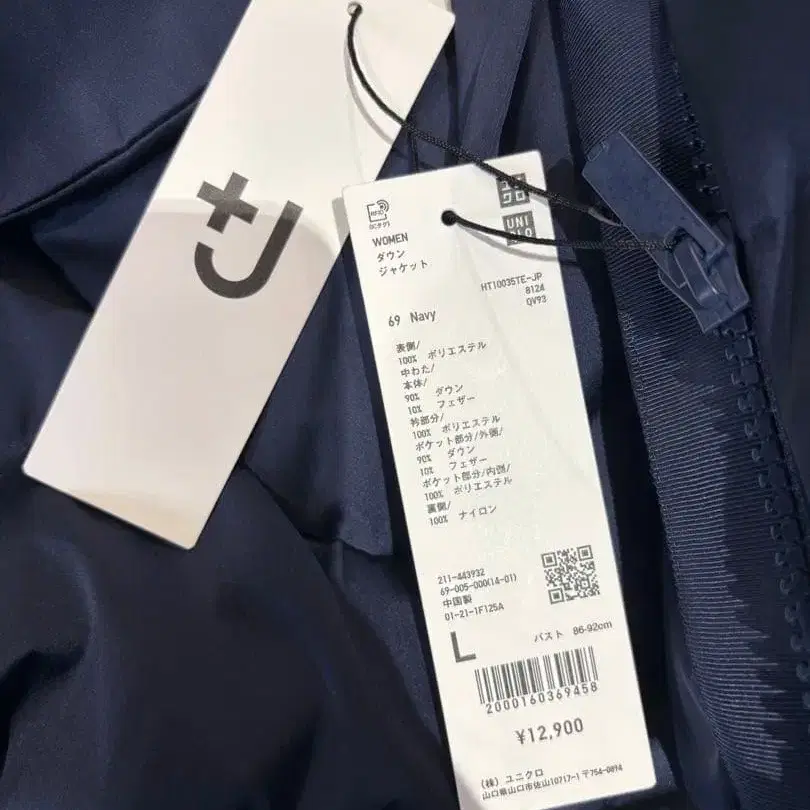 +J
RFID
(ICタグ)
ユニ
クロ
UNI
QLO
WOMEN
ダウン
ジャケット
HT10035TE-JP
8124
QV93
69 Navy
表側/
100% ポリエステル
中わた/
本体/
90% ダウン
10% フェザー
衿部分/
100% ポリエステル
ポケット部分/外側/
90% ダウン
10% フェザー
ポケット部分/内側/
100% ポリエステル
裏側/
100% ナイロン
211-443932
69-005-000(14-01)
中国製
01-21-1F125A
L バスト 86-92cm
2000160369458
¥12,900
(株) ユニクロ
山口県山口市佐山10717-1 〒754-0894